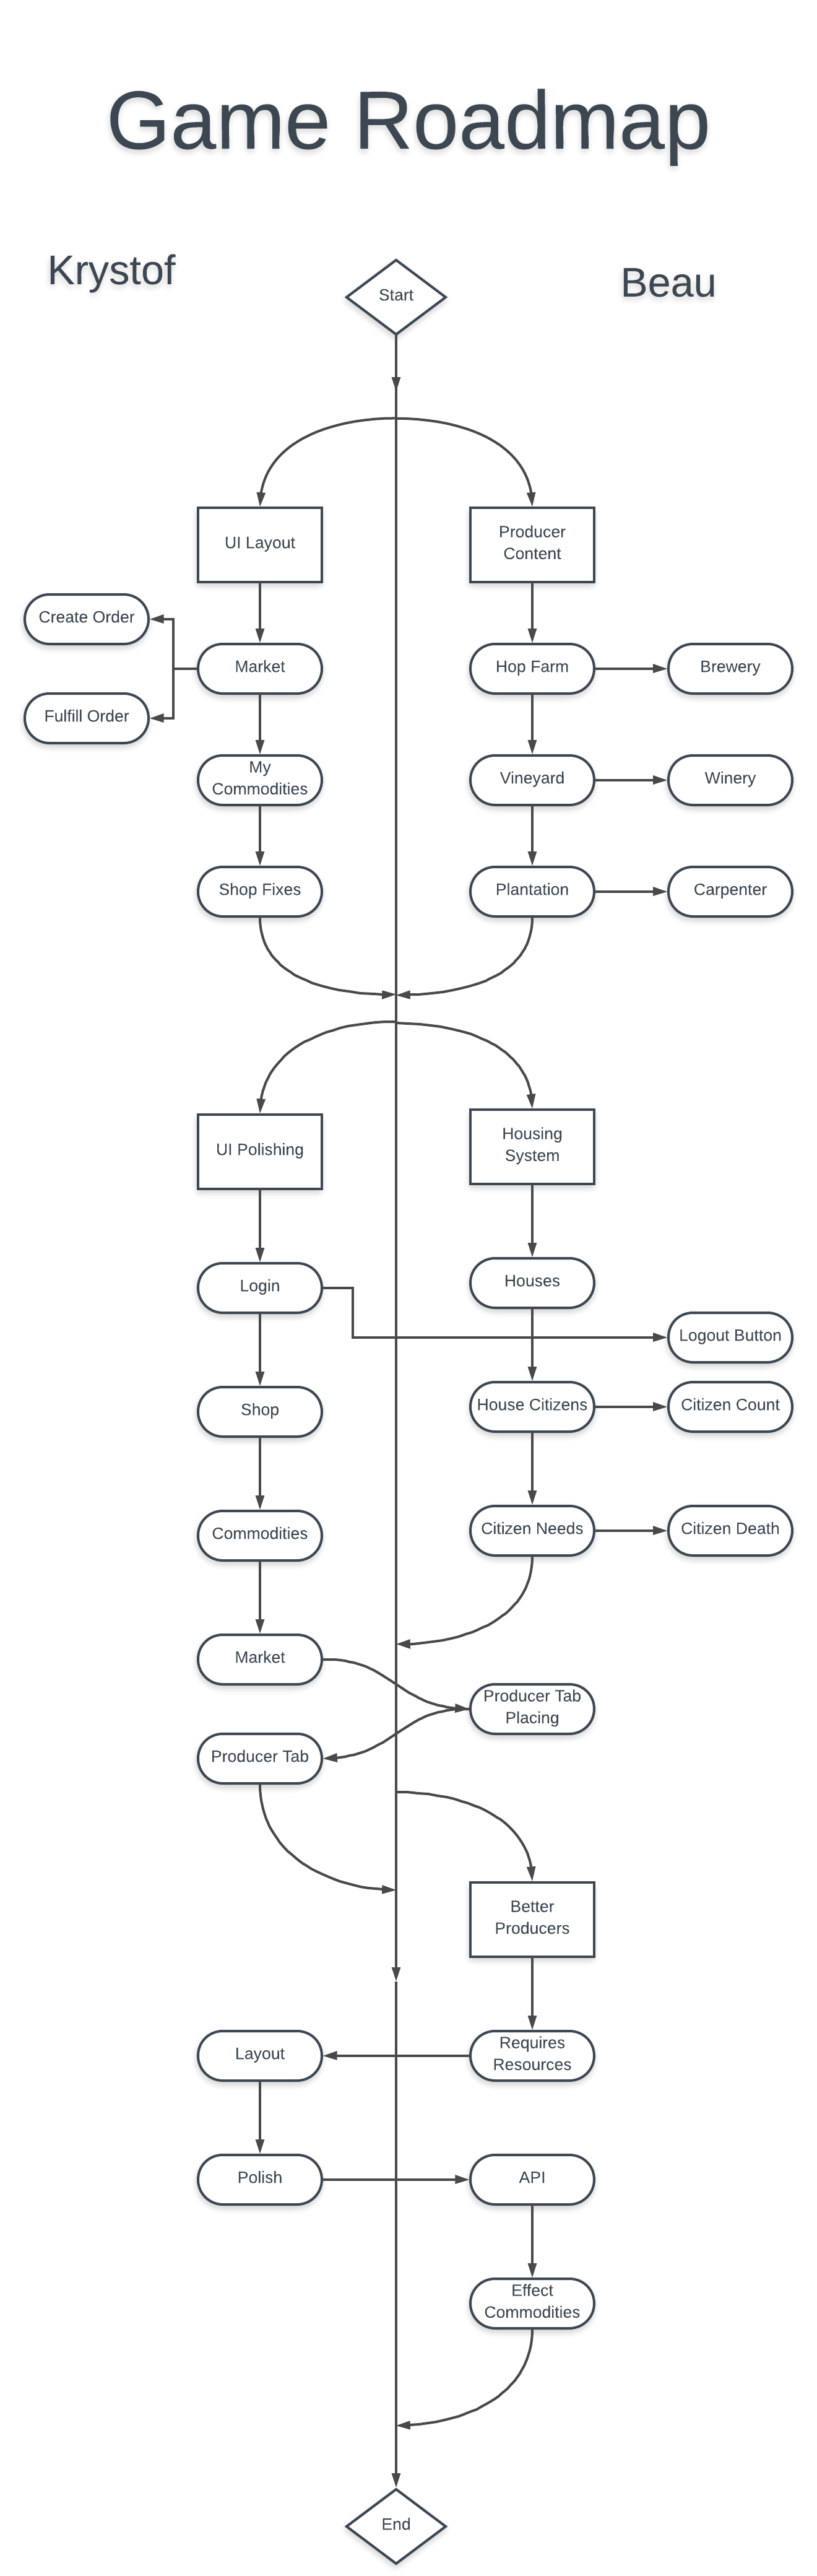 Game Roadmap
Krystof
Beau
Start
UI Layout
Producer
Content
Create Order
Market
Hop Farm
Brewery
Fulfill Order
My
Commodities
Vineyard
Winery
Shop Fixes
Plantation
Carpenter
UI Polishing
Housing
System
Login
Houses
Logout Button
Shop
House Citizens
Citizen Count
Commodities
Citizen Needs
Citizen Death
Market
Producer Tab
Placing
Producer Tab
Better
Producers
Layout
Requires
Resources
Polish
API
Effect
Commodities
End